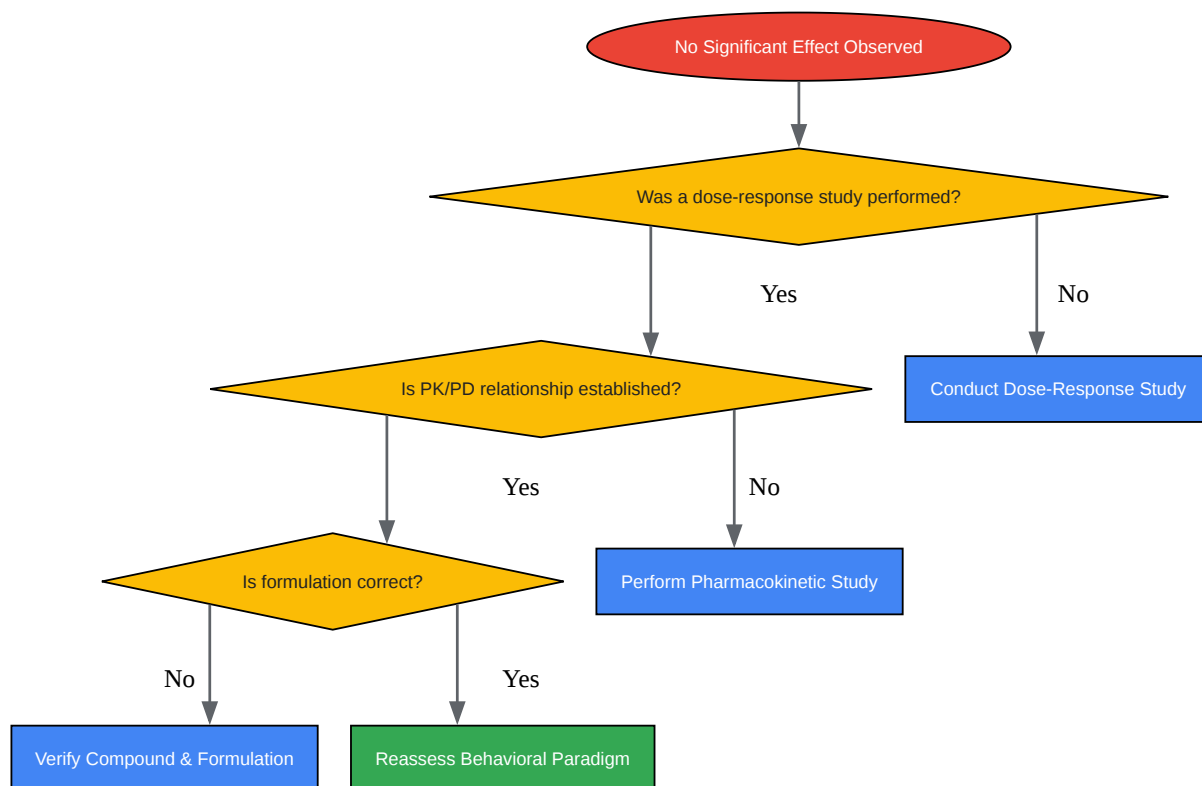 No Significant Effect Observed
Was a dose-response study performed?
Yes
No
Is PK/PD relationship established?
Conduct Dose-Response Study
Yes
No
Is formulation correct?
Perform Pharmacokinetic Study
No
Yes
Verify Compound & Formulation
Reassess Behavioral Paradigm